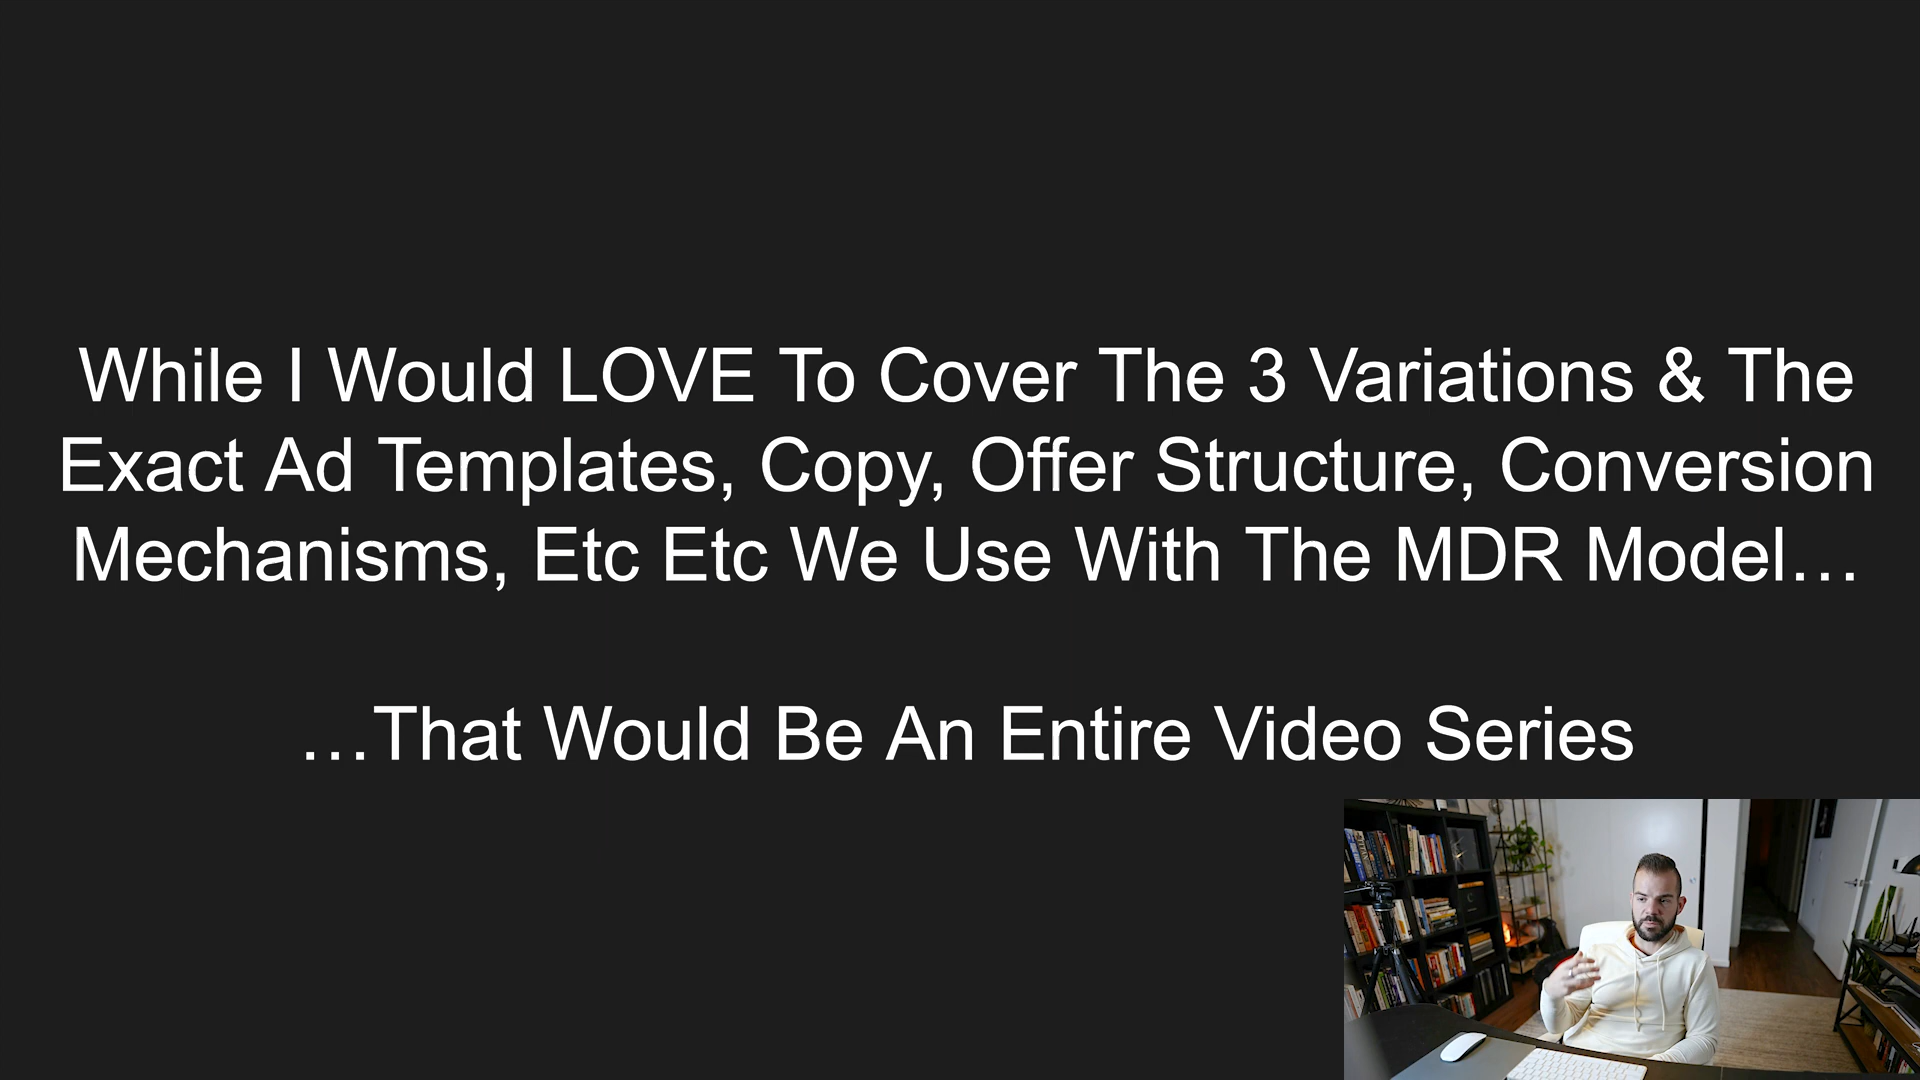 While I Would LOVE To Cover The 3 Variations & The
Exact Ad Templates, Copy, Offer Structure, Conversion
Mechanisms, Etc Etc We Use With The MDR Model…
…That Would Be An Entire Video Series